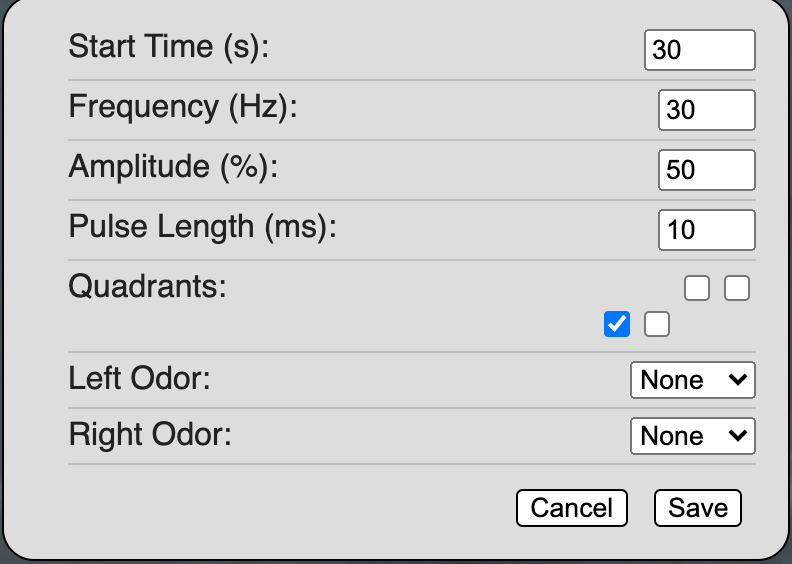 Start Time (s): 30
Frequency (Hz): 30
Amplitude (%): 50
Pulse Length (ms): 10
Quadrants:
Left Odor: None
Right Odor: None
Cancel Save